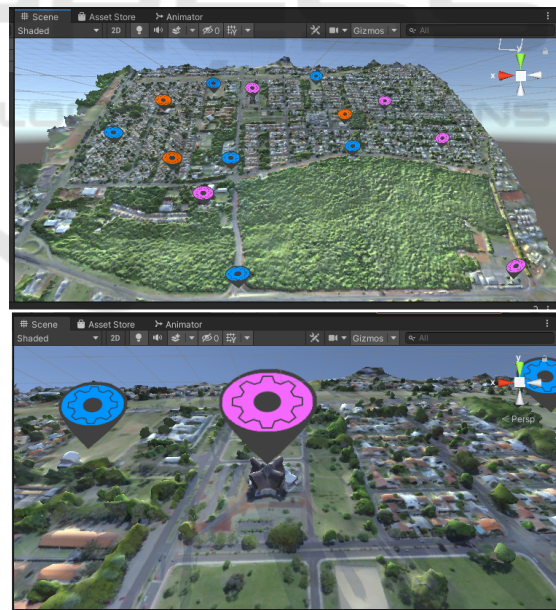 Scene Asset Store Animator
Shaded 2D 0 Gizmos All
x
y
Scene Asset Store Animator
Shaded 2D 0 Gizmos All
y
x
< Persp